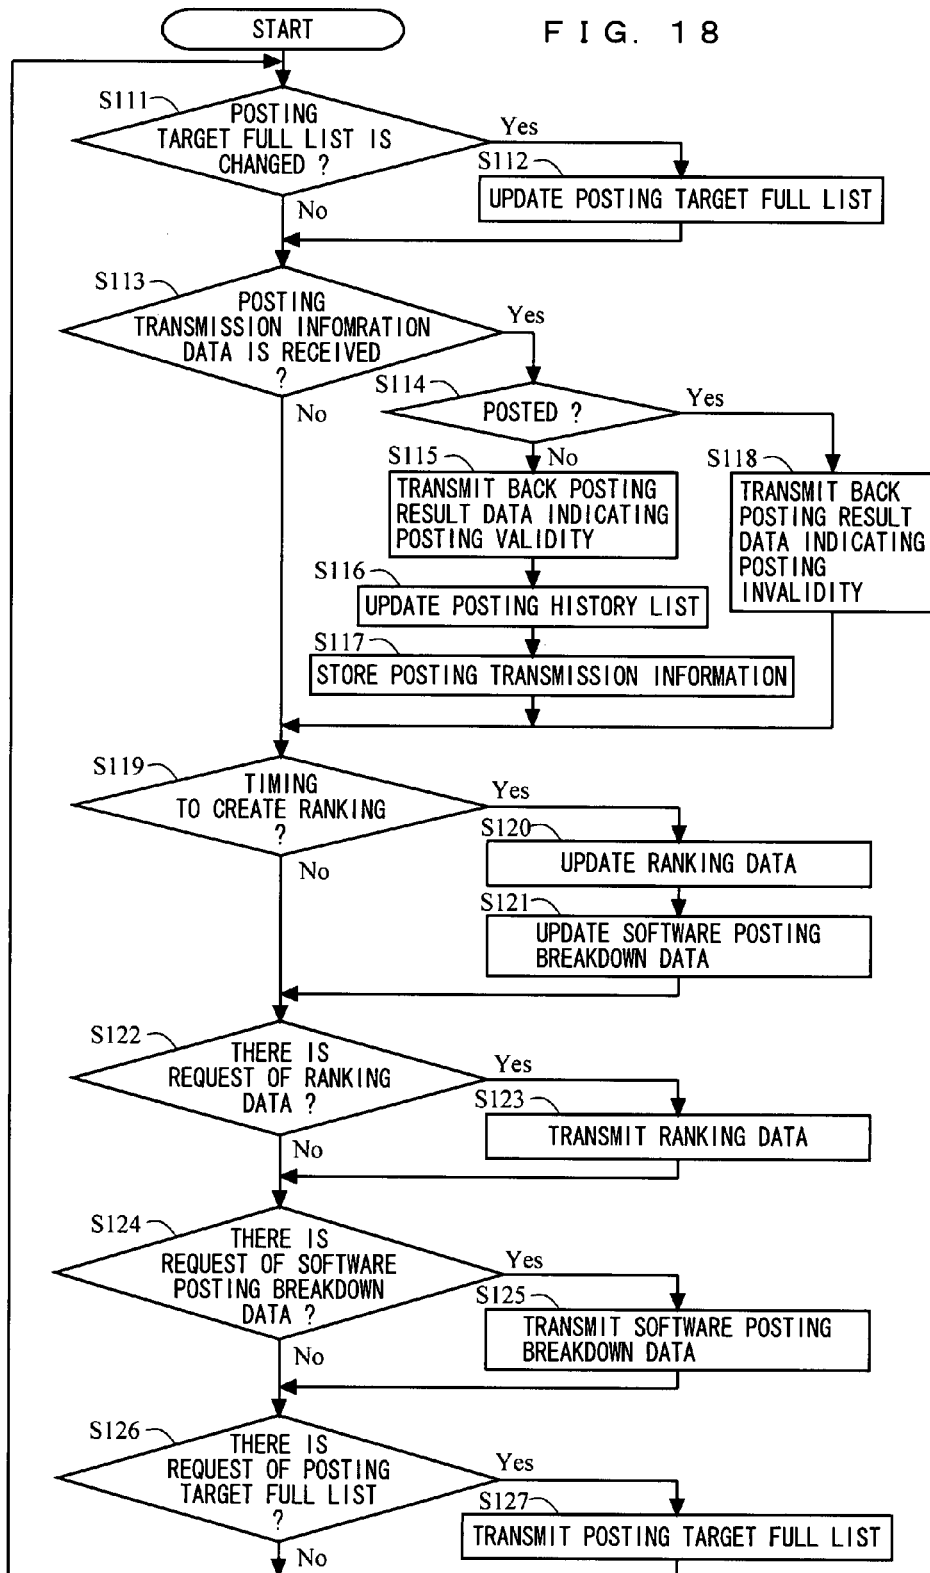 START
FIG. 18
S111
POSTING
TARGET FULL LIST IS
CHANGED ?
Yes
S112
UPDATE POSTING TARGET FULL LIST
No
S113
POSTING
TRANSMISSION INFOMRATION
DATA IS RECEIVED
?
Yes
No
S114
POSTED ?
Yes
No
S115
TRANSMIT BACK POSTING
RESULT DATA INDICATING
POSTING VALIDITY
S118
TRANSMIT BACK
POSTING RESULT
DATA INDICATING
POSTING
INVALIDITY
S116
UPDATE POSTING HISTORY LIST
S117
STORE POSTING TRANSMISSION INFORMATION
S119
TIMING
TO CREATE RANKING
?
Yes
No
S120
UPDATE RANKING DATA
S121
UPDATE SOFTWARE POSTING
BREAKDOWN DATA
S122
THERE IS
REQUEST OF RANKING
DATA ?
Yes
S123
TRANSMIT RANKING DATA
No
S124
THERE IS
REQUEST OF SOFTWARE
POSTING BREAKDOWN
DATA ?
Yes
S125
TRANSMIT SOFTWARE POSTING
BREAKDOWN DATA
No
S126
THERE IS
REQUEST OF POSTING
TARGET FULL LIST
?
Yes
S127
TRANSMIT POSTING TARGET FULL LIST
No